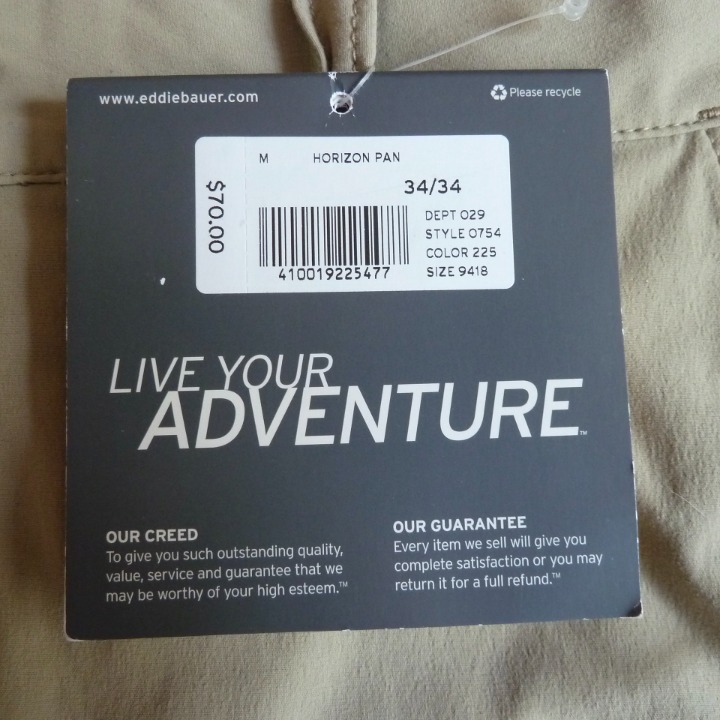 www.eddiebauer.com
Please recycle
M HORIZON PAN
34/34
$70.00
DEPT 029
STYLE 0754
COLOR 225
SIZE 9418
410019225477
LIVE YOUR
ADVENTURE™
OUR CREED
To give you such outstanding quality,
value, service and guarantee that we
may be worthy of your high esteem.™
OUR GUARANTEE
Every item we sell will give you
complete satisfaction or you may
return it for a full refund.™